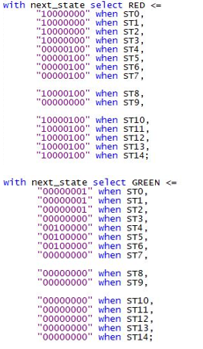 with next_state select RED <=
"10000000" when ST0,
"10000000" when ST1,
"10000000" when ST2,
"10000000" when ST3,
"00000100" when ST4,
"00000100" when ST5,
"00000100" when ST6,
"00000100" when ST7,
"10000100" when ST8,
"00000000" when ST9,
"10000100" when ST10,
"10000100" when ST11,
"10000100" when ST12,
"10000100" when ST13,
"10000100" when ST14;
with next_state select GREEN <=
"00000001" when ST0,
"00000001" when ST1,
"00000001" when ST2,
"00000000" when ST3,
"00100000" when ST4,
"00100000" when ST5,
"00100000" when ST6,
"00000000" when ST7,
"00000000" when ST8,
"00000000" when ST9,
"00000000" when ST10,
"00000000" when ST11,
"00000000" when ST12,
"00000000" when ST13,
"00000000" when ST14;